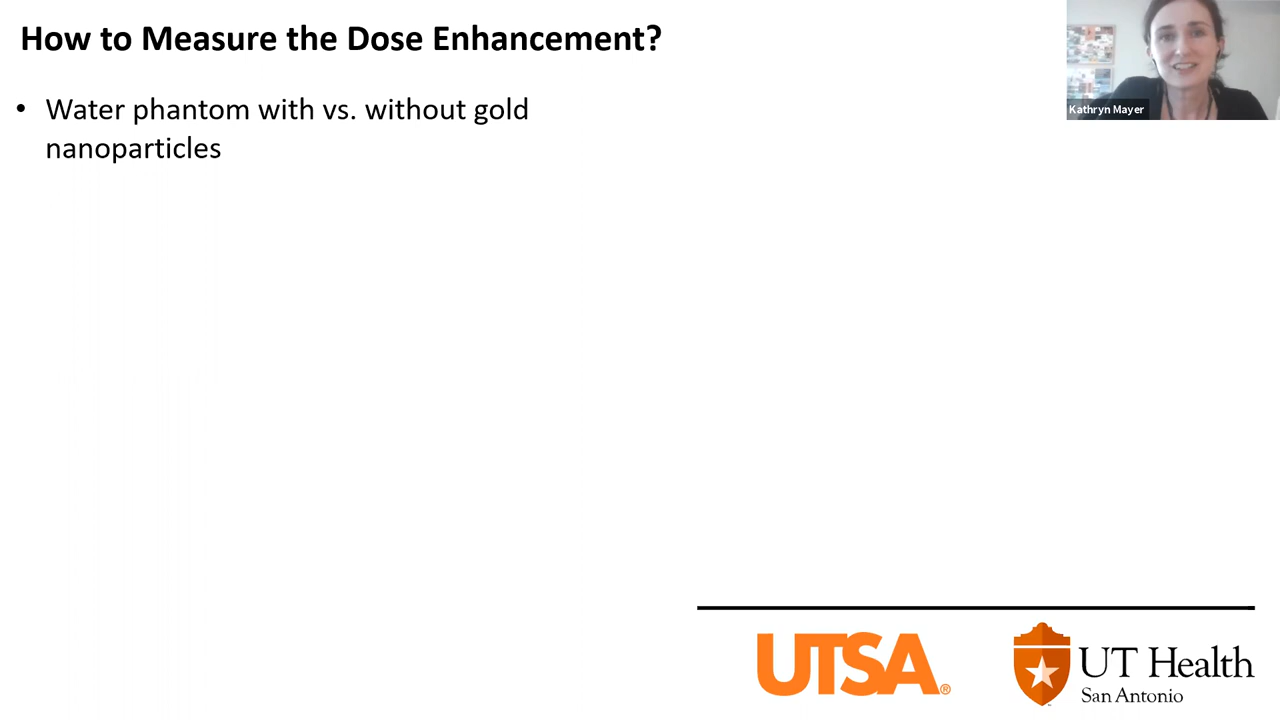 How to Measure the Dose Enhancement?
• Water phantom with vs. without gold
nanoparticles
Kathryn Mayer
UTSA®
UT Health
San Antonio